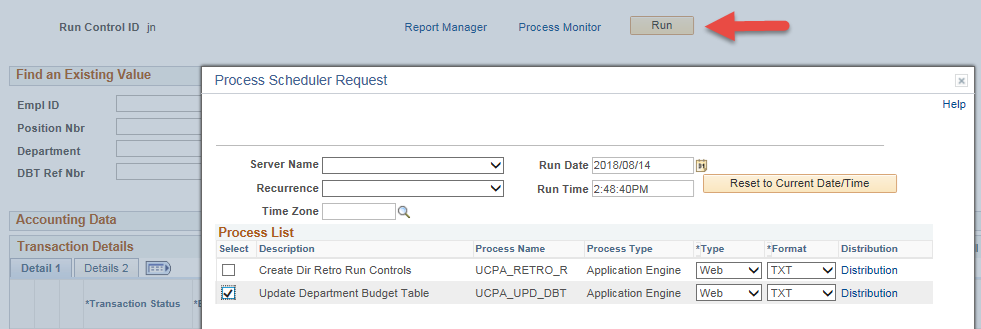 Run Control ID jn Report Manager Process Monitor Run
Find an Existing Value
Process Scheduler Request
Help
Empl ID
Position Nbr
Department
DBT Ref Nbr
Server Name Run Date 2018/08/14
Recurrence Run Time 2:48:40PM Reset to Current Date/Time
Time Zone
Accounting Data
Transaction Details
Detail 1 Details 2
*Transaction Status
Process List
Select Description Process Name Process Type *Type *Format Distribution
Create Dir Retro Run Controls UCPA_RETRO_R Application Engine Web TXT Distribution
Update Department Budget Table UCPA_UPD_DBT Application Engine Web TXT Distribution